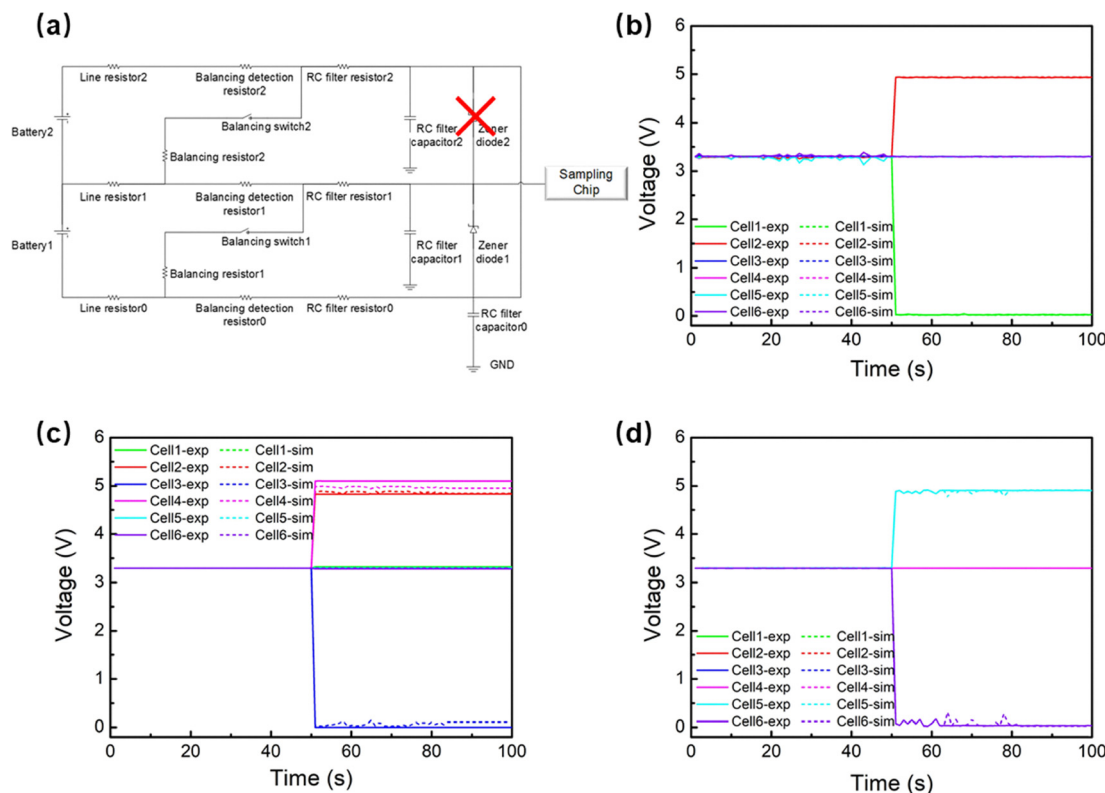 (a)
Line resistor2
Balancing detection
resistor2
RC filter resistor2
Battery2
Balancing switch2
RC filter
capacitor2
Zener
diode2
Balancing resistor2
Sampling
Chip
Line resistor1
Balancing detection
resistor1
RC filter resistor1
Battery1
Balancing switch1
RC filter
capacitor1
Zener
diode1
Balancing resistor1
Line resistor0
Balancing detection
resistor0
RC filter resistor0
RC filter
capacitor0
GND
(b)
6
5
4
3
2
1
0
Voltage (V)
Cell1-exp Cell1-sim
Cell2-exp Cell2-sim
Cell3-exp Cell3-sim
Cell4-exp Cell4-sim
Cell5-exp Cell5-sim
Cell6-exp Cell6-sim
0 20 40 60 80 100
Time (s)
(c)
6
5
4
3
2
1
0
Voltage (V)
Cell1-exp Cell1-sim
Cell2-exp Cell2-sim
Cell3-exp Cell3-sim
Cell4-exp Cell4-sim
Cell5-exp Cell5-sim
Cell6-exp Cell6-sim
0 20 40 60 80 100
Time (s)
(d)
6
5
4
3
2
1
0
Voltage (V)
Cell1-exp Cell1-sim
Cell2-exp Cell2-sim
Cell3-exp Cell3-sim
Cell4-exp Cell4-sim
Cell5-exp Cell5-sim
Cell6-exp Cell6-sim
0 20 40 60 80 100
Time (s)